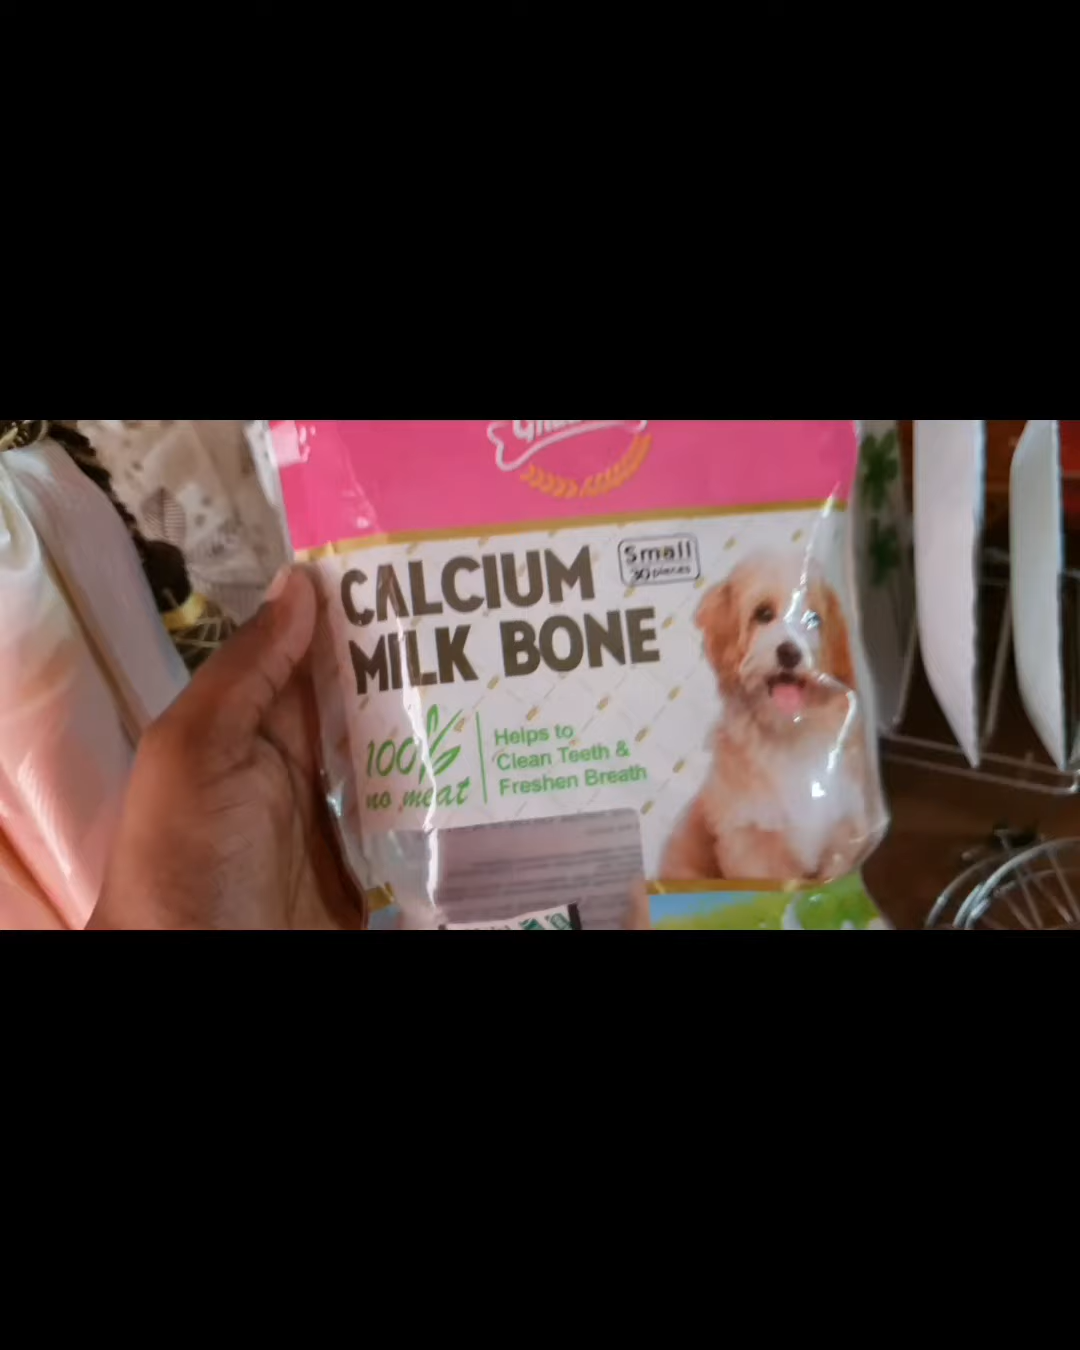 CALCIUM
MILK BONE
Small
30 pieces
100%
no meat
Helps to
Clean Teeth &
Freshen Breath